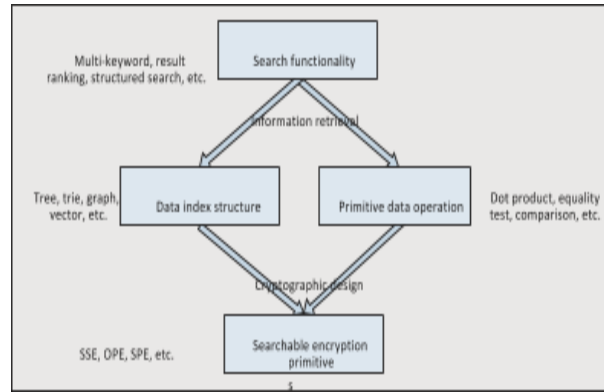 Multi-keyword, result
ranking, structured search, etc.
Search functionality
Information retrieval
Tree, trie, graph,
vector, etc.
Data index structure
Primitive data operation
Dot product, equality
test, comparison, etc.
Cryptographic design
SSE, OPE, SPE, etc.
Searchable encryption
primitive
s